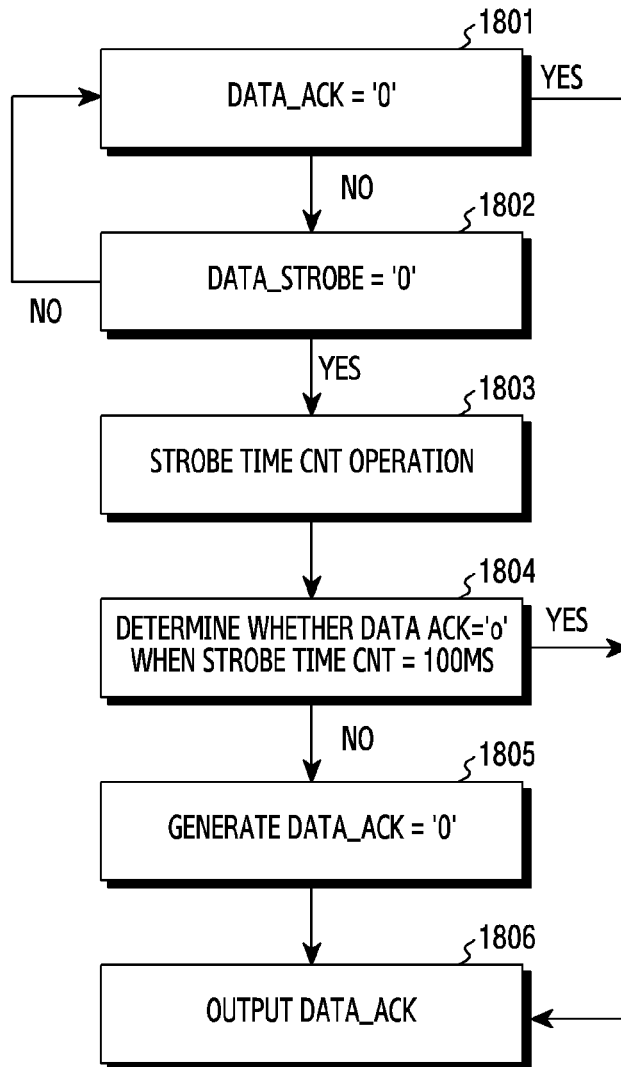 1801
DATA_ACK = '0'
YES
NO
1802
DATA_STROBE = '0'
NO
YES
1803
STROBE TIME CNT OPERATION
1804
DETERMINE WHETHER DATA ACK='o'
WHEN STROBE TIME CNT = 100MS
YES
NO
1805
GENERATE DATA_ACK = '0'
1806
OUTPUT DATA_ACK